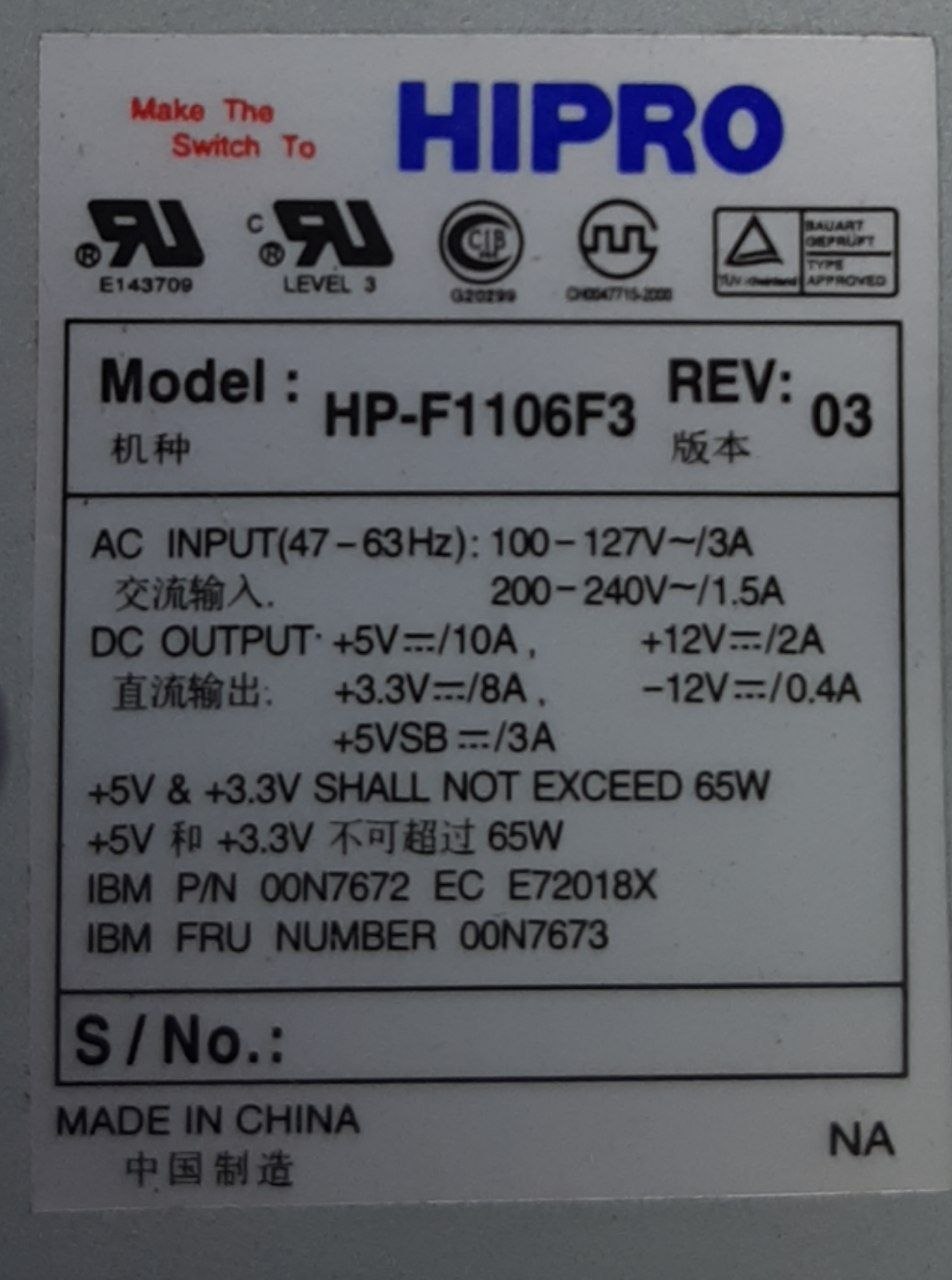 Make The
Switch To
HIPRO
E143709
C
LEVEL 3
G20299
CH0047715-2000
TÜV Rheinland
BAUART
GEPRÜFT
TYPE
APPROVED
Model : HP-F1106F3 REV: 03
机种 版本
AC INPUT(47-63Hz): 100-127V~/3A
交流输入. 200-240V~/1.5A
DC OUTPUT: +5V⎓/10A, +12V⎓/2A
直流输出: +3.3V⎓/8A, -12V⎓/0.4A
+5VSB⎓/3A
+5V & +3.3V SHALL NOT EXCEED 65W
+5V 和 +3.3V 不可超过 65W
IBM P/N 00N7672 EC E72018X
IBM FRU NUMBER 00N7673
S/No.:
MADE IN CHINA
中国制造
NA